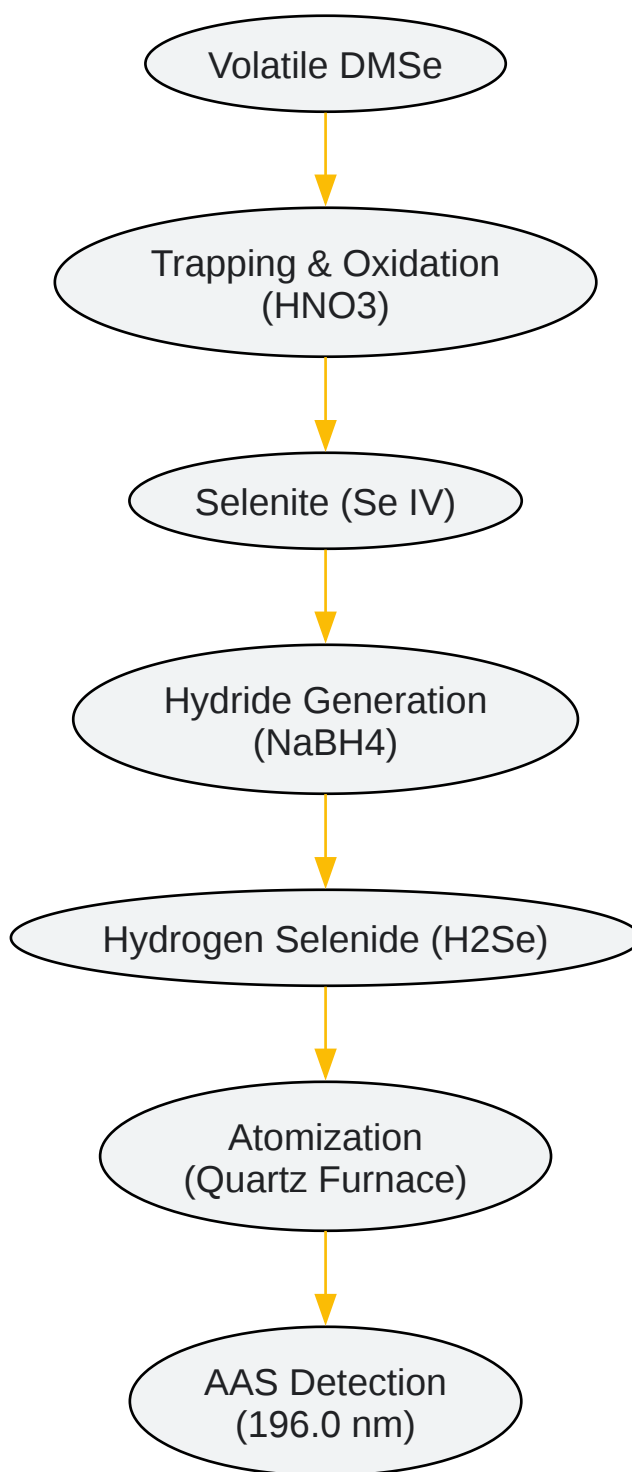 Volatile DMSe
Trapping & Oxidation
(HNO3)
Selenite (Se IV)
Hydride Generation
(NaBH4)
Hydrogen Selenide (H2Se)
Atomization
(Quartz Furnace)
AAS Detection
(196.0 nm)